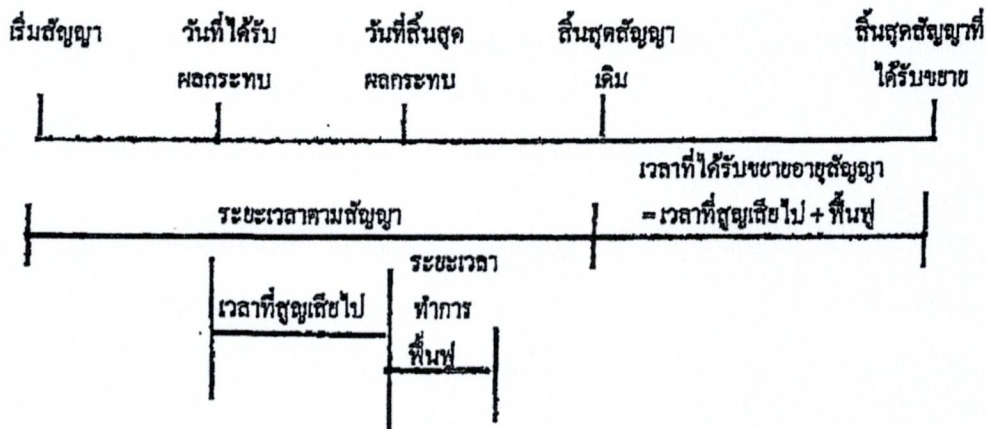 เริ่มสัญญา วันที่ได้รับ วันที่สิ้นสุด สิ้นสุดสัญญา สิ้นสุดสัญญาที่
ผลกระทบ ผลกระทบ เดิม ได้รับขยาย
เวลาที่ได้รับขยายอายุสัญญา
ระยะเวลาตามสัญญา =เวลาที่สูญเสียไป + ฟื้นฟู
ระยะเวลา
เวลาที่สูญเสียไป ทำการ
ฟื้นฟู